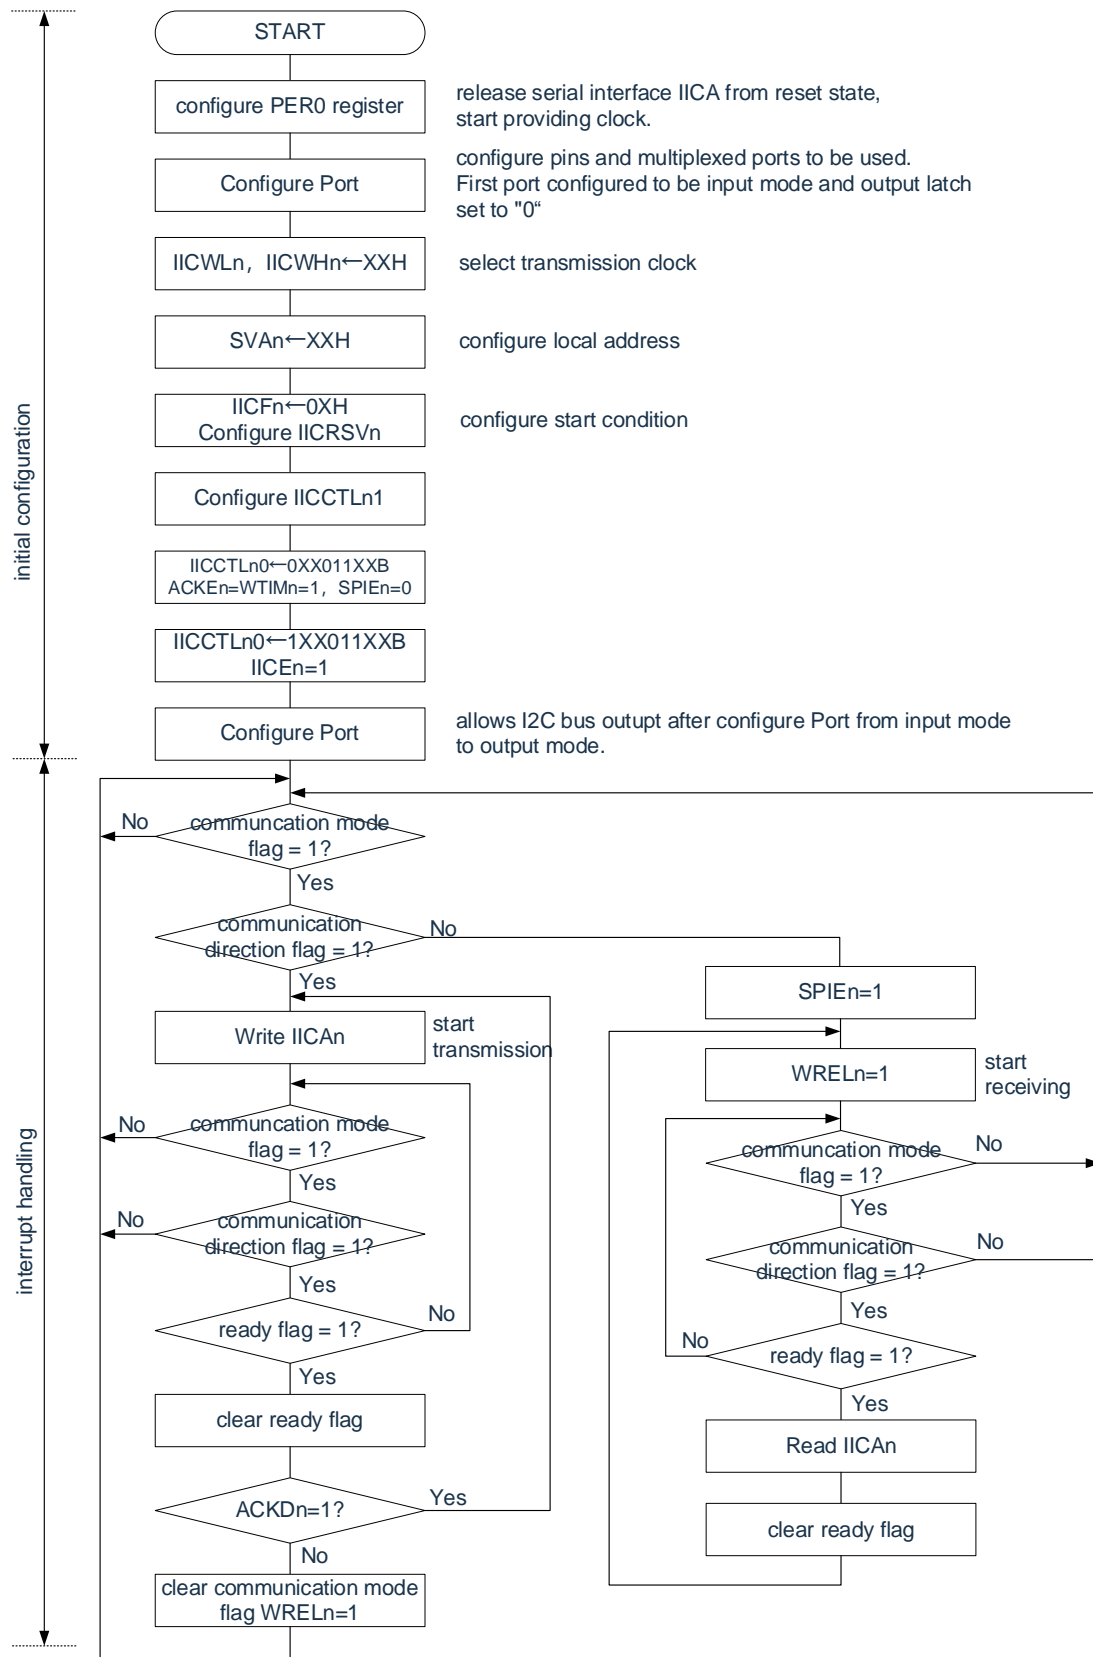 START
configure PER0 register
release serial interface IICA from reset state,
start providing clock.
Configure Port
configure pins and multiplexed ports to be used.
First port configured to be input mode and output latch
set to "0“
IICWLn，IICWHn←XXH
select transmission clock
SVAn←XXH
configure local address
IICFn←0XH
Configure IICRSVn
configure start condition
Configure IICCTLn1
IICCTLn0←0XX011XXB
ACKEn=WTIMn=1，SPIEn=0
IICCTLn0←1XX011XXB
IICEn=1
Configure Port
allows I2C bus outupt after configure Port from input mode
to output mode.
initial configuration
communcation mode
flag = 1?
No
Yes
communication
direction flag = 1?
No
Yes
Write IICAn
start
transmission
communcation mode
flag = 1?
No
Yes
communication
direction flag = 1?
No
Yes
ready flag = 1?
No
Yes
clear ready flag
ACKDn=1?
Yes
No
clear communication mode
flag WRELn=1
SPIEn=1
WRELn=1
start
receiving
communcation mode
flag = 1?
No
Yes
communication
direction flag = 1?
No
Yes
ready flag = 1?
No
Yes
Read IICAn
clear ready flag
interrupt handling